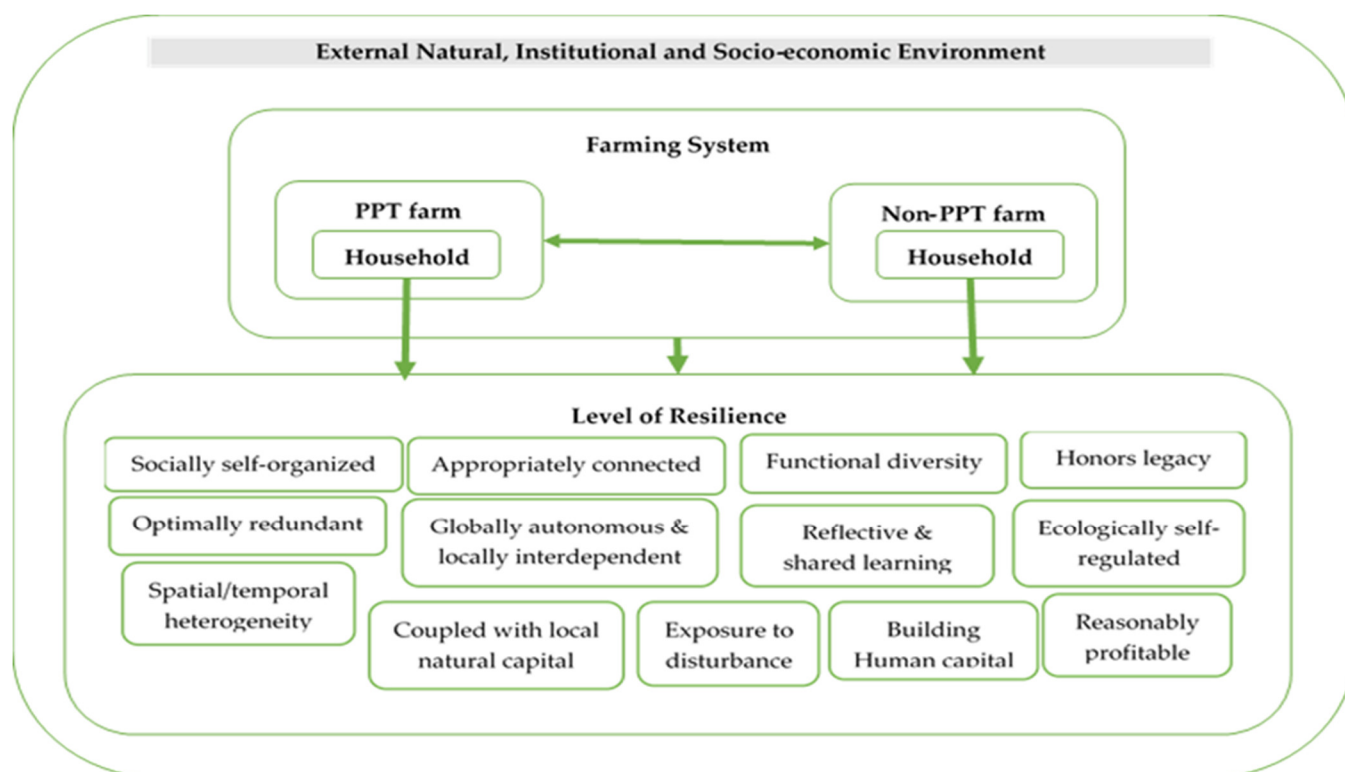 External Natural, Institutional and Socio-economic Environment
Farming System
PPT farm
Household
Non-PPT farm
Household
Level of Resilience
Socially self-organized
Appropriately connected
Functional diversity
Honors legacy
Optimally redundant
Globally autonomous &
locally interdependent
Reflective &
shared learning
Ecologically self-
regulated
Spatial/temporal
heterogeneity
Coupled with local
natural capital
Exposure to
disturbance
Building
Human capital
Reasonably
profitable